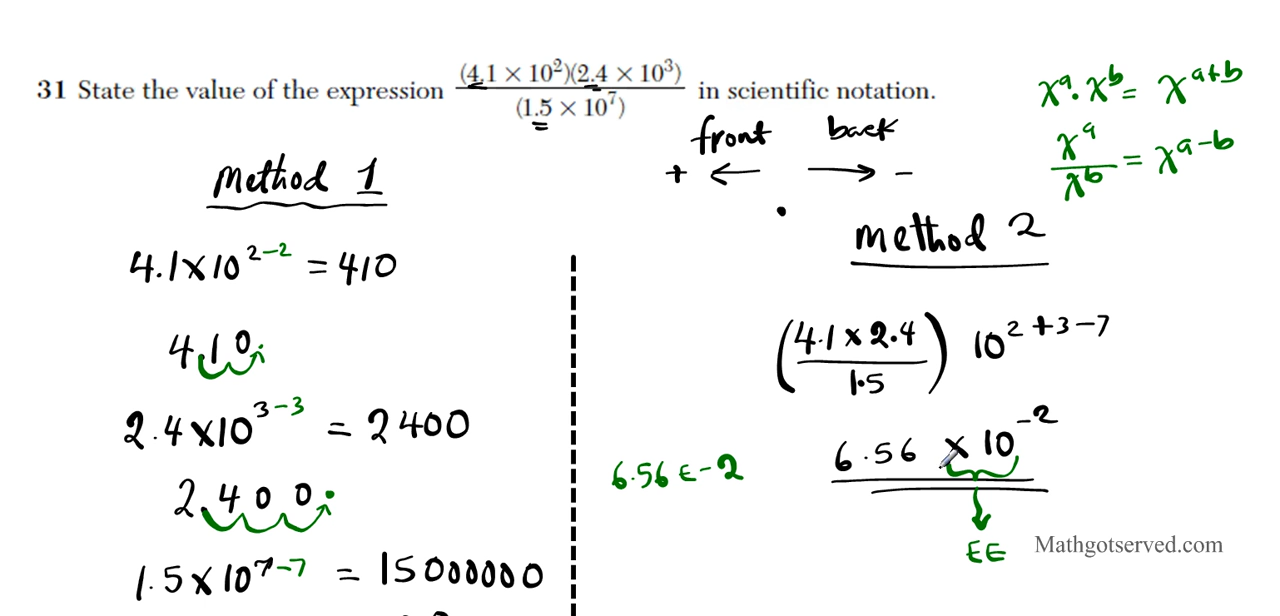 31 State the value of the expression (4.1 × 10²)(2.4 × 10³) / (1.5 × 10⁷) in scientific notation.
xᵃ · xᵇ = xᵃ⁺ᵇ
xᵃ / xᵇ = xᵃ⁻ᵇ
front back
+ ← → −
Method 1
4.1 × 10²⁻² = 410
4.10.
2.4 × 10³⁻³ = 2400
2.400.
1.5 × 10⁷⁻⁷ = 15000000
method 2
(4.1 × 2.4 / 1.5) 10²⁺³⁻⁷
6.56 × 10⁻²
6.56 E-2
EE
Mathgotserved.com